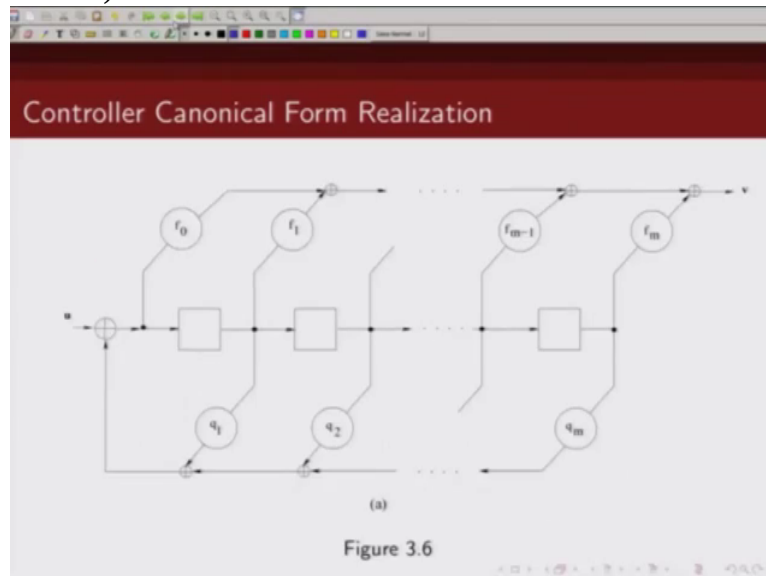 )
Controller Canonical Form Realization
f0 f1 fm−1 fm v
u
q1 q2 qm
(a)
Figure 3.6